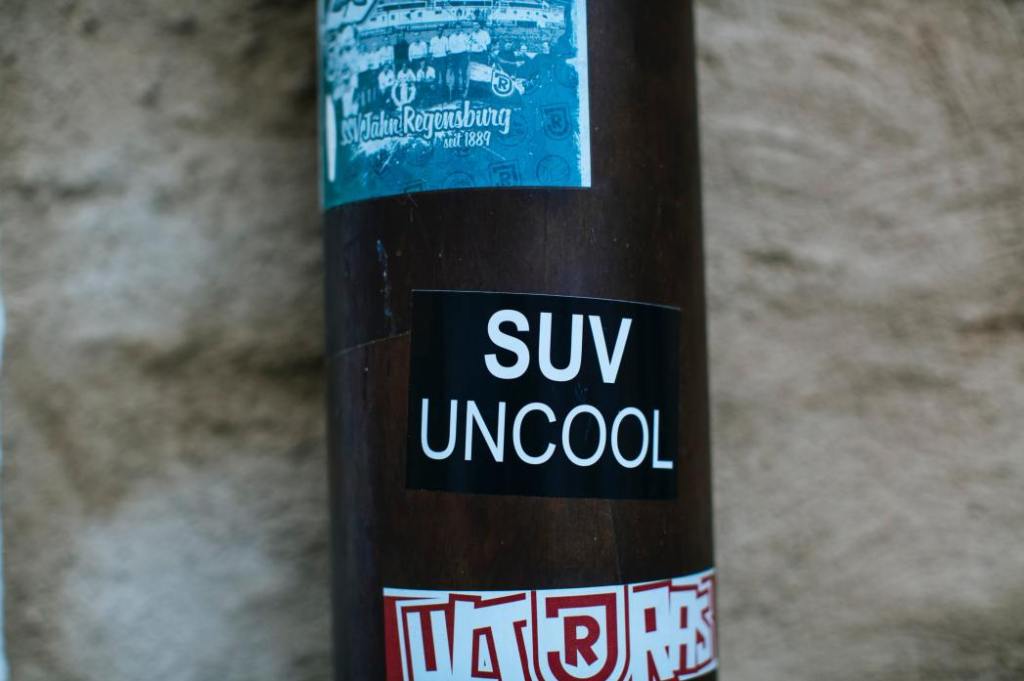 SSV Jahn Regensburg
seit 1889
SUV
UNCOOL
R